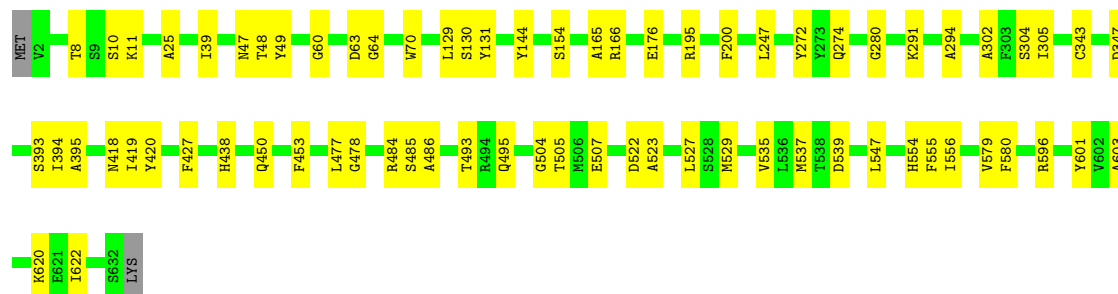 MET V2 T8 S9 S10 K11 A25 I39 N47 T48 Y49 G60 D63 G64 W70 L129 S130 Y131 Y144 S154 A165 R166 E176 R195 F200 L247 Y272 Y273 Q274 G280 K291 A294 A302 F303 S304 I305 C343
S393 I394 A395 N418 I419 Y420 F427 H438 Q450 F453 L477 G478 R484 S485 A486 T493 R494 Q495 G504 T505 M506 E507 D522 A523 L527 S528 M529 V535 L536 M537 T538 D539 L547 H554 F555 I556 V579 F580 R596 Y601 V602
K620 E621 I622 S632 LYS